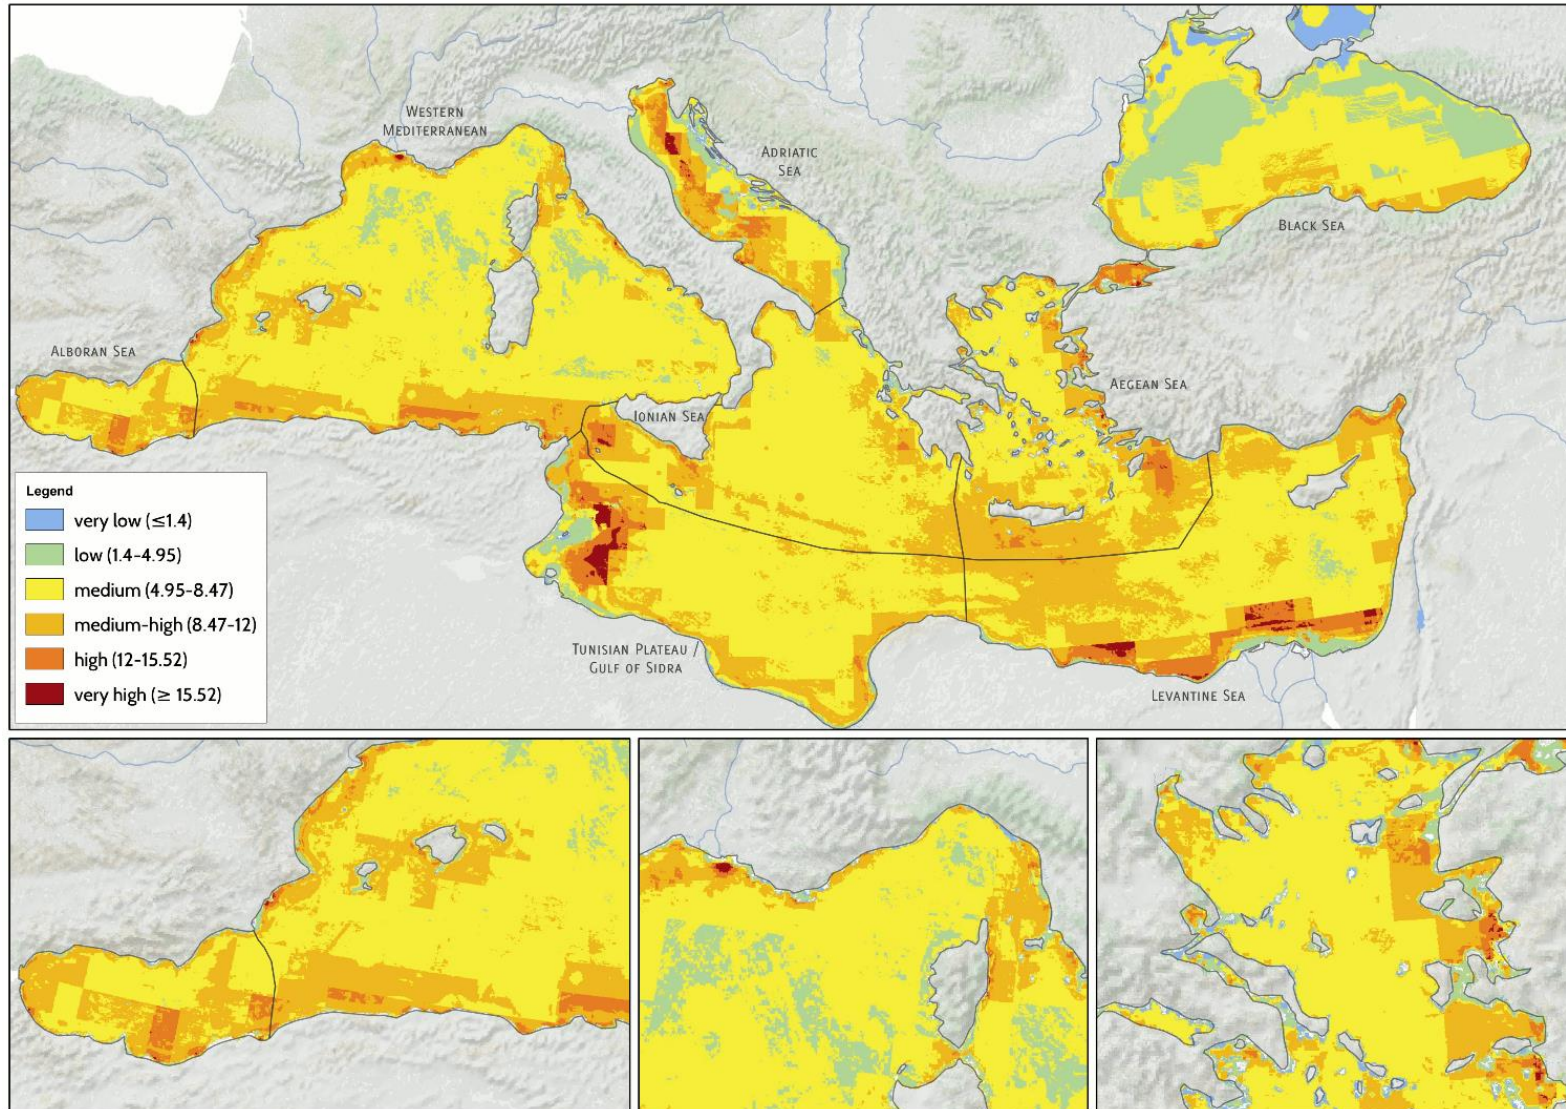 WESTERN
MEDITERRANEAN
ADRIATIC
SEA
BLACK SEA
ALBORAN SEA
AEGEAN SEA
IONIAN SEA
TUNISIAN PLATEAU /
GULF OF SIDRA
LEVANTINE SEA
Legend
very low (≤1.4)
low (1.4-4.95)
medium (4.95-8.47)
medium-high (8.47-12)
high (12-15.52)
very high (≥ 15.52)